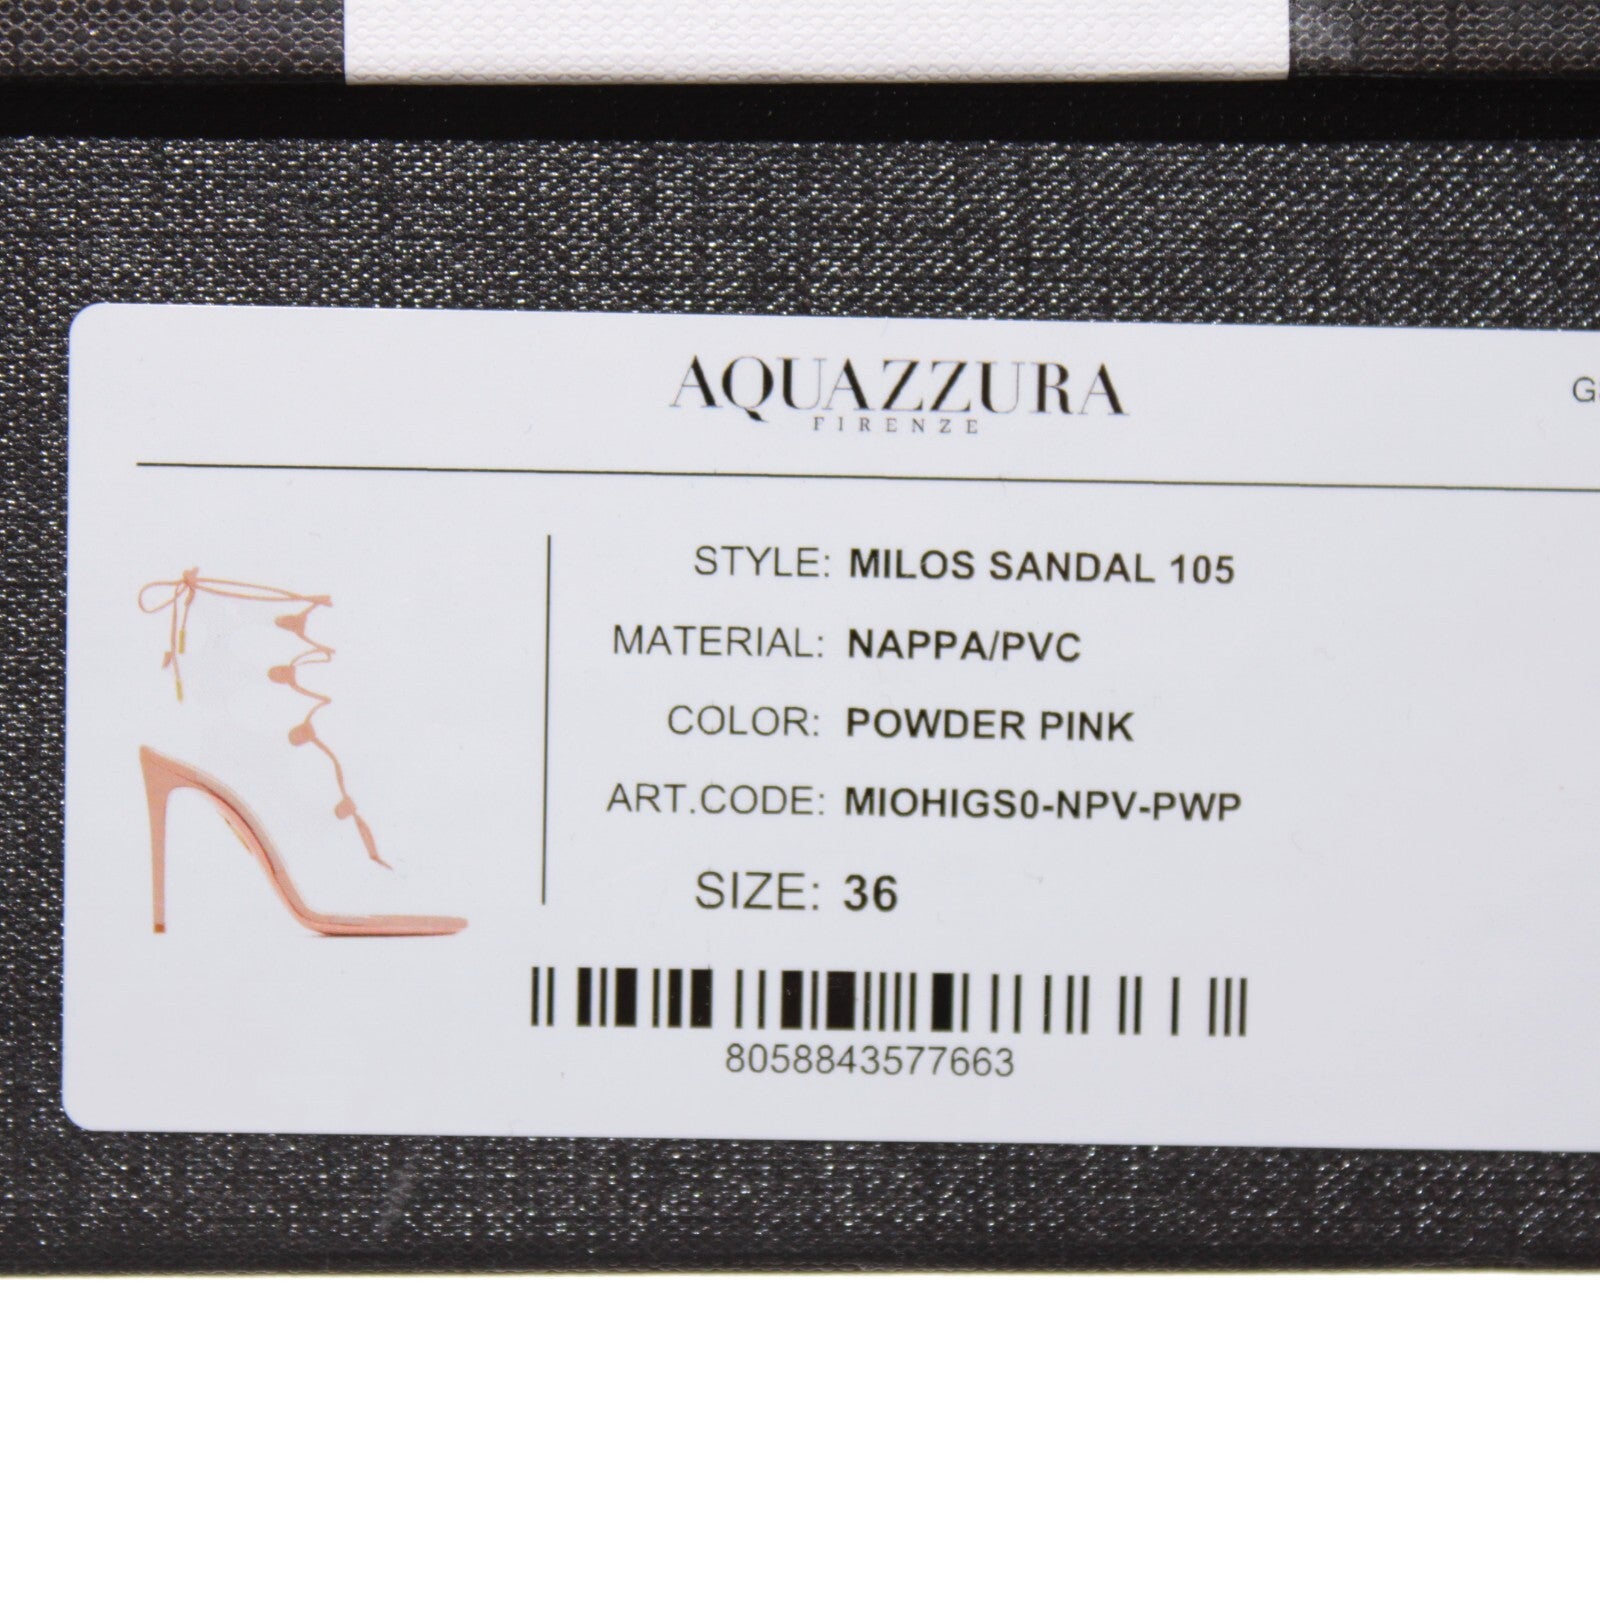 AQUAZZURA
FIRENZE
STYLE: MILOS SANDAL 105
MATERIAL: NAPPA/PVC
COLOR: POWDER PINK
ART.CODE: MIOHIGS0-NPV-PWP
SIZE: 36
8058843577663